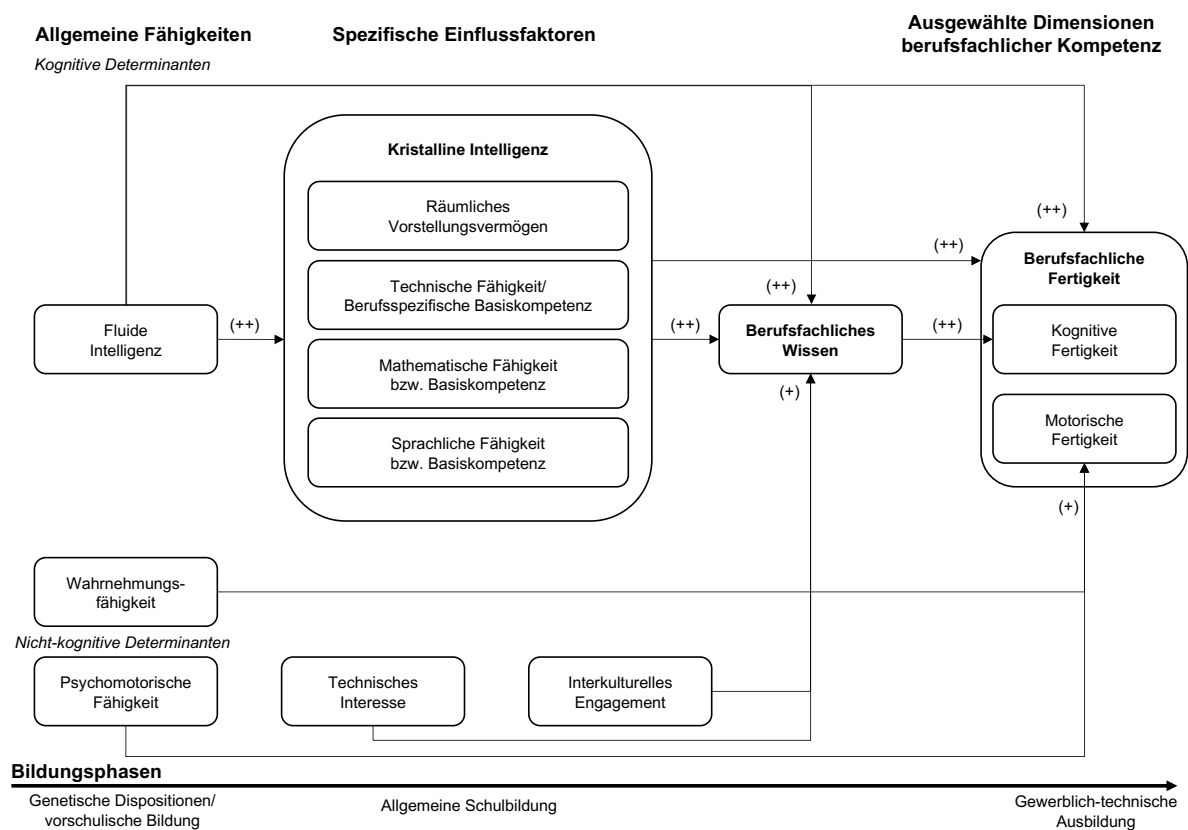 Allgemeine Fähigkeiten
Spezifische Einflussfaktoren
Ausgewählte Dimensionen
berufsfachlicher Kompetenz
Kognitive Determinanten
Kristalline Intelligenz
Räumliches
Vorstellungsvermögen
(++)
(++)
Berufsfachliche
Fertigkeit
Technische Fähigkeit/
Berufsspezifische Basiskompetenz
(++)
Fluide
Intelligenz
(++)
(++)
Berufsfachliches
Wissen
(++)
Kognitive
Fertigkeit
Mathematische Fähigkeit
bzw. Basiskompetenz
(+)
Sprachliche Fähigkeit
bzw. Basiskompetenz
Motorische
Fertigkeit
(+)
Wahrnehmungs-
fähigkeit
Nicht-kognitive Determinanten
Psychomotorische
Fähigkeit
Technisches
Interesse
Interkulturelles
Engagement
Bildungsphasen
Genetische Dispositionen/
vorschulische Bildung
Allgemeine Schulbildung
Gewerblich-technische
Ausbildung